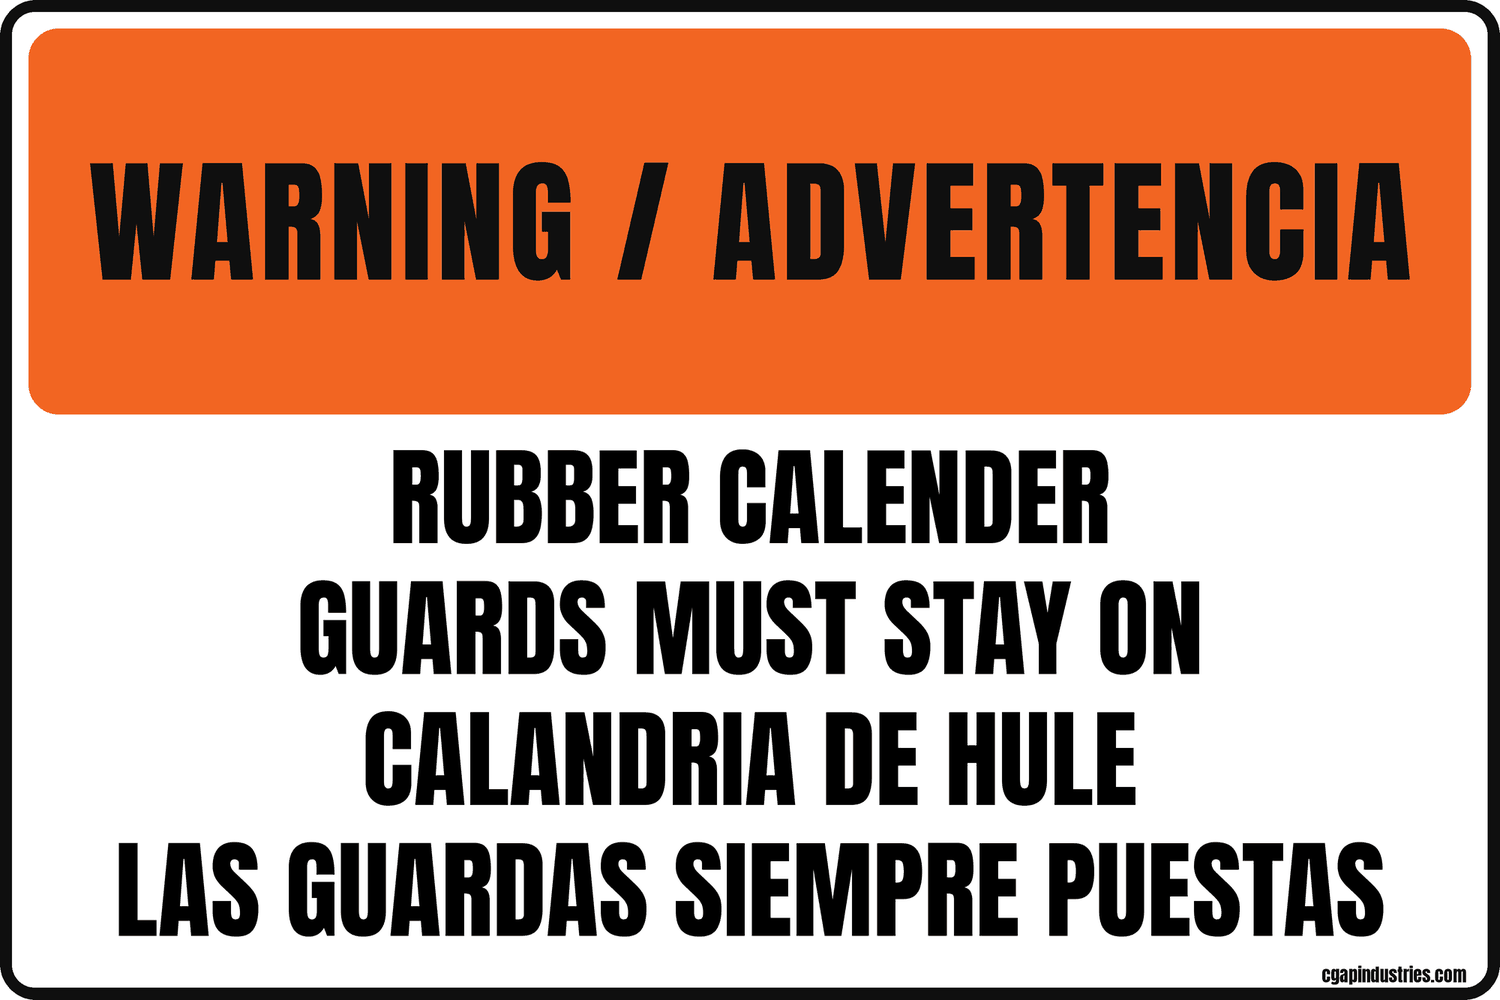 WARNING / ADVERTENCIA
RUBBER CALENDER
GUARDS MUST STAY ON
CALANDRIA DE HULE
LAS GUARDAS SIEMPRE PUESTAS
cgapindustries.com